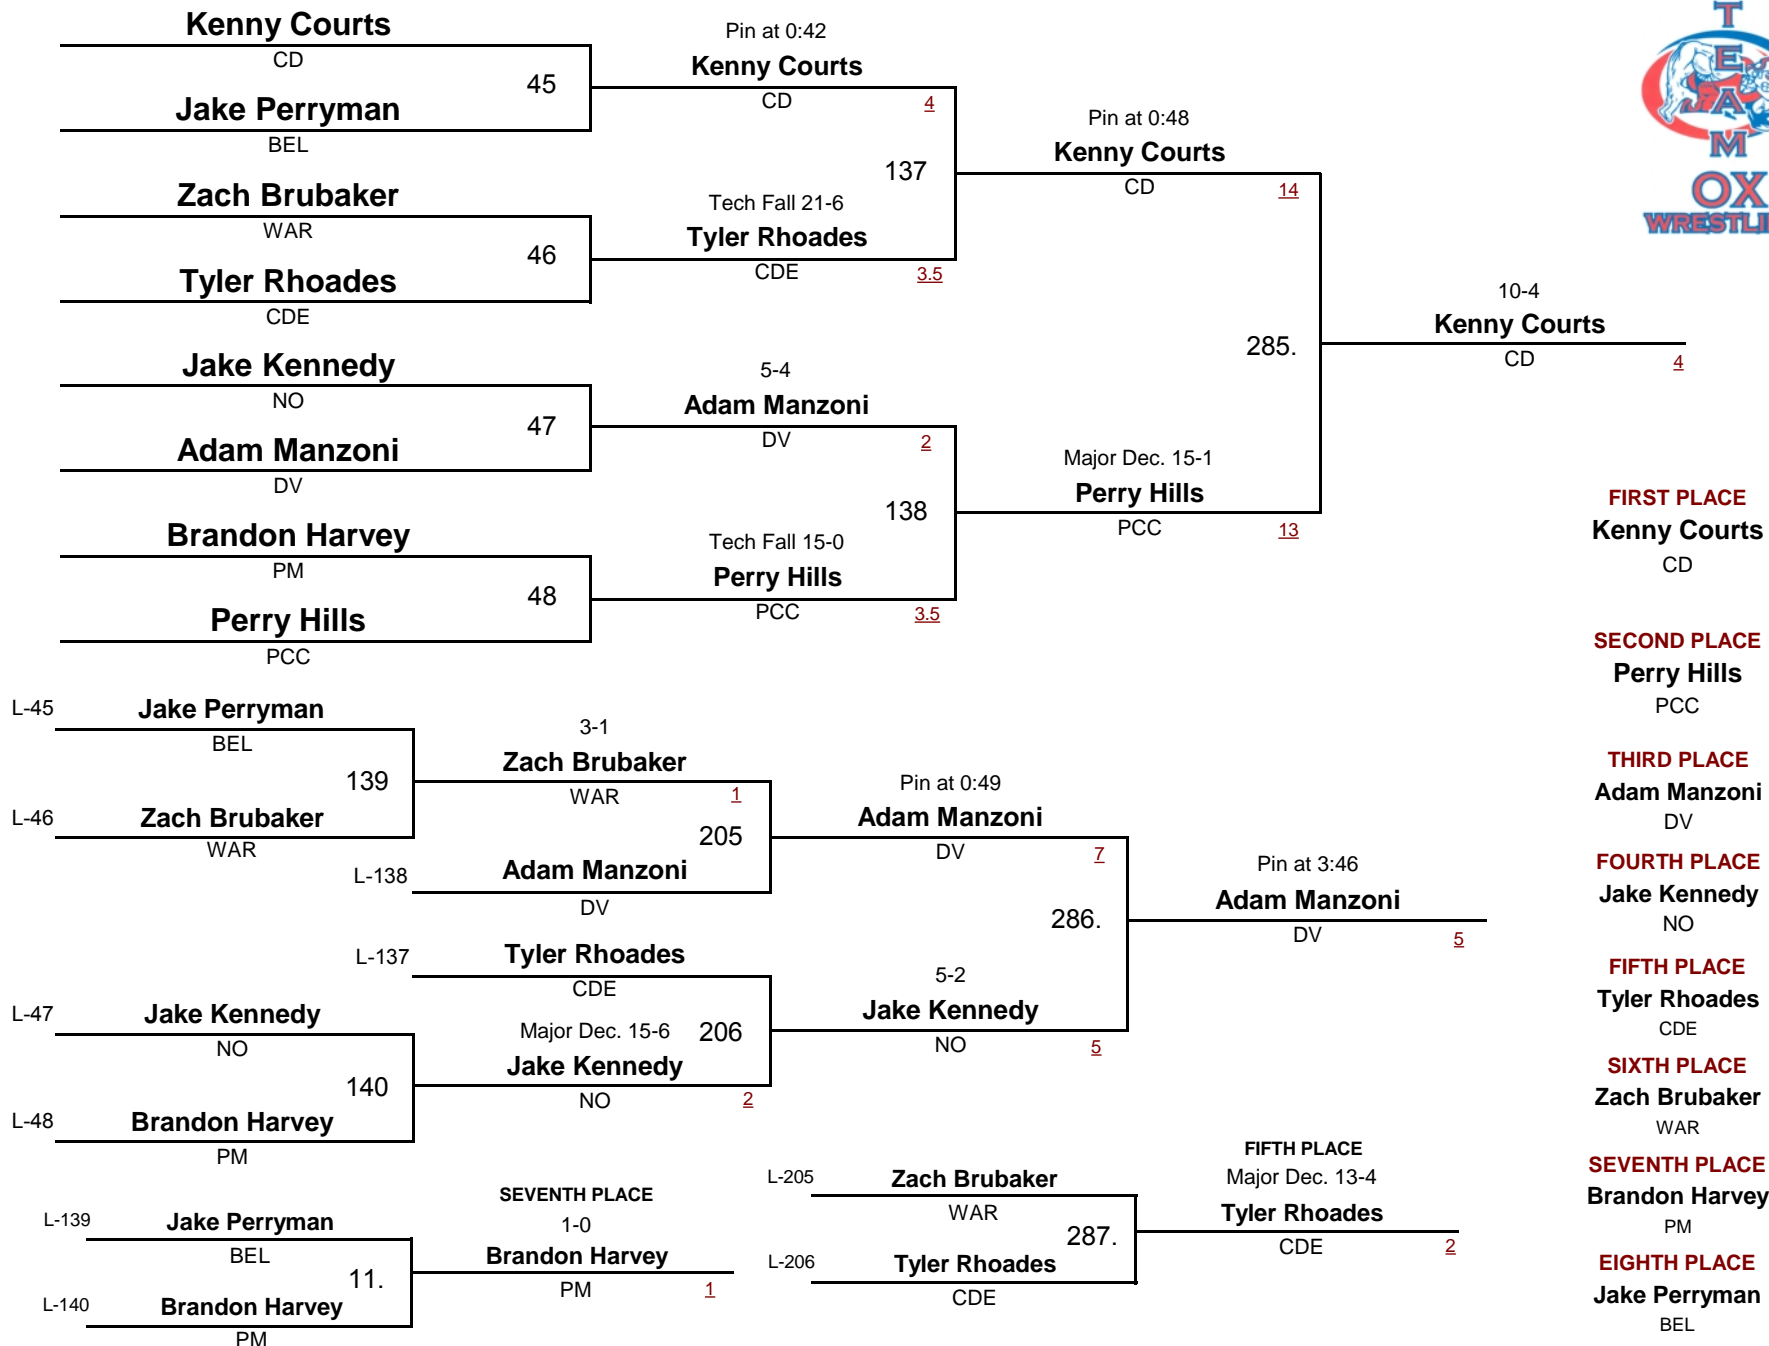 Kenny Courts
CD
45
Jake Perryman
BEL
Zach Brubaker
WAR
46
Tyler Rhoades
CDE
Jake Kennedy
NO
47
Adam Manzoni
DV
Brandon Harvey
PM
48
Perry Hills
PCC
Pin at 0:42
Kenny Courts
CD
4
137
Tech Fall 21-6
Tyler Rhoades
CDE
3.5
5-4
Adam Manzoni
DV
2
138
Tech Fall 15-0
Perry Hills
PCC
3.5
Pin at 0:48
Kenny Courts
CD
14
285.
Major Dec. 15-1
Perry Hills
PCC
13
10-4
Kenny Courts
CD
4
TEAM
OX
L-45
Jake Perryman
BEL
139
L-46
Zach Brubaker
WAR
3-1
Zach Brubaker
WAR
1
205
L-138
Adam Manzoni
DV
L-137
Tyler Rhoades
CDE
L-47
Jake Kennedy
NO
140
L-48
Brandon Harvey
PM
Major Dec. 15-6
206
Jake Kennedy
NO
2
Pin at 0:49
Adam Manzoni
DV
7
286.
5-2
Jake Kennedy
NO
5
Pin at 3:46
Adam Manzoni
DV
5
L-139
Jake Perryman
BEL
11.
L-140
Brandon Harvey
PM
SEVENTH PLACE
1-0
Brandon Harvey
PM
1
L-205
Zach Brubaker
WAR
287.
L-206
Tyler Rhoades
CDE
FIFTH PLACE
Major Dec. 13-4
Tyler Rhoades
CDE
2
FIRST PLACE
Kenny Courts
CD
SECOND PLACE
Perry Hills
PCC
THIRD PLACE
Adam Manzoni
DV
FOURTH PLACE
Jake Kennedy
NO
FIFTH PLACE
Tyler Rhoades
CDE
SIXTH PLACE
Zach Brubaker
WAR
SEVENTH PLACE
Brandon Harvey
PM
EIGHTH PLACE
Jake Perryman
BEL